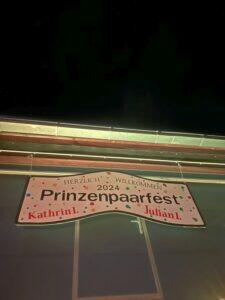 HERZLICH WILLKOMMEN
2024
Prinzenpaarfest
Kathrin I. Julian I.